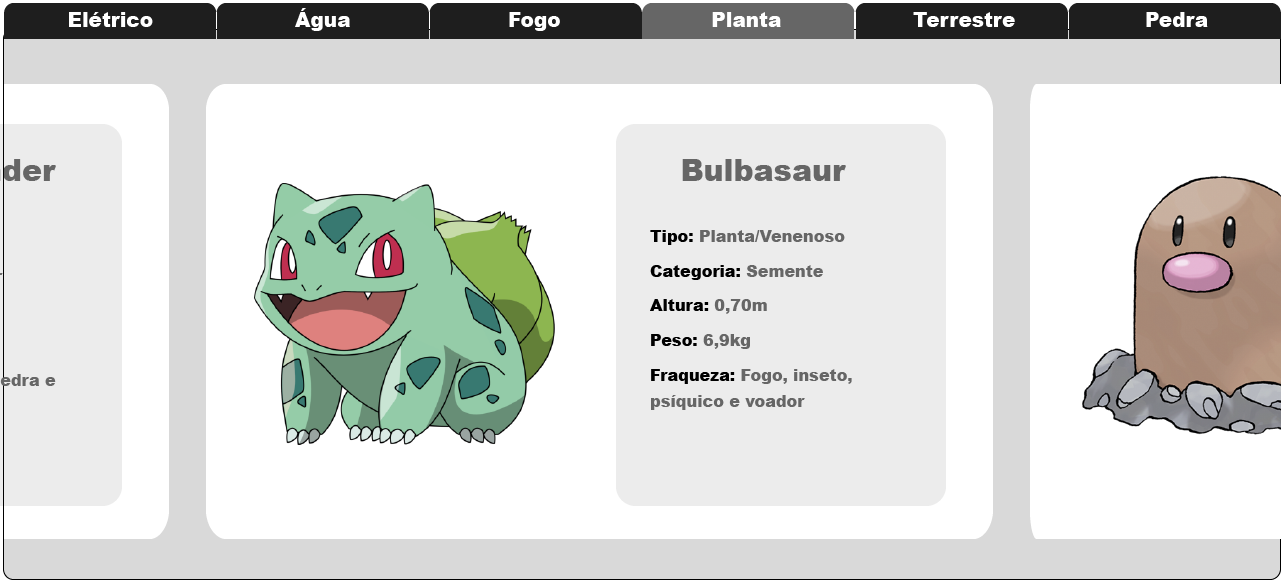 Elétrico Água Fogo Planta Terrestre Pedra
der
edra e
Bulbasaur
Tipo: Planta/Venenoso
Categoria: Semente
Altura: 0,70m
Peso: 6,9kg
Fraqueza: Fogo, inseto,
psíquico e voador